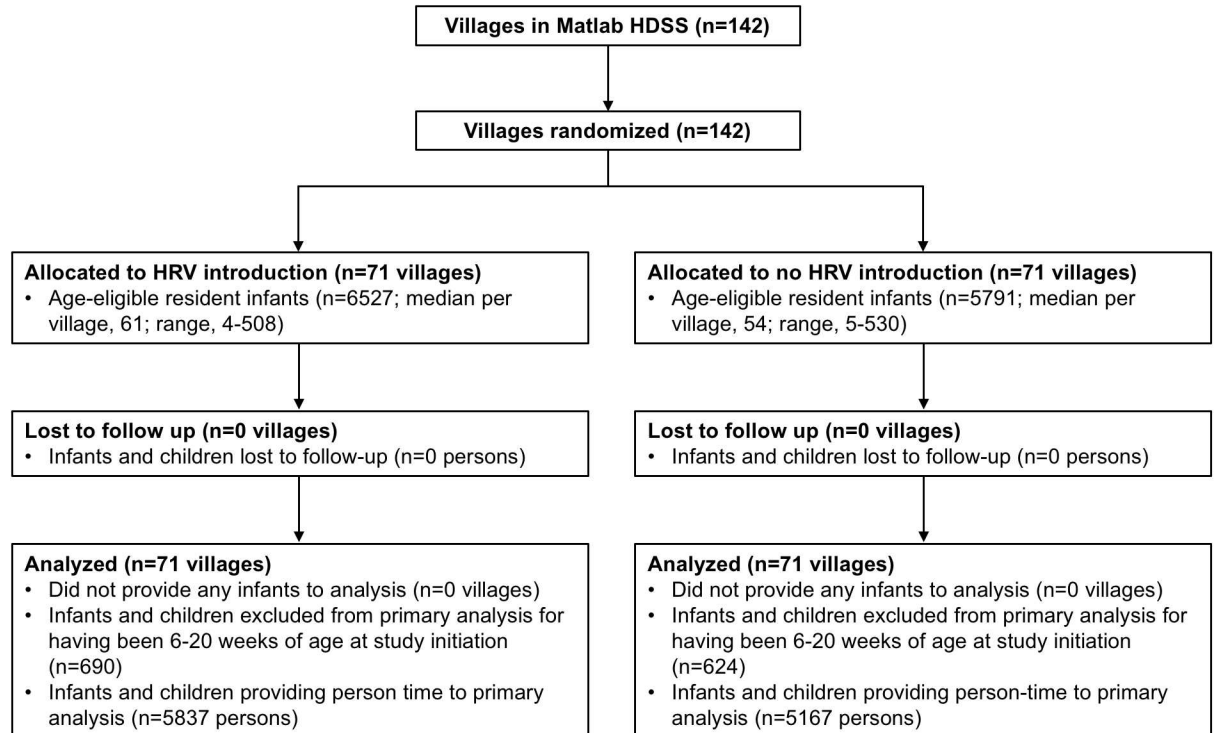 Villages in Matlab HDSS (n=142)
Villages randomized (n=142)
Allocated to HRV introduction (n=71 villages)
• Age-eligible resident infants (n=6527; median per
village, 61; range, 4-508)
Allocated to no HRV introduction (n=71 villages)
• Age-eligible resident infants (n=5791; median per
village, 54; range, 5-530)
Lost to follow up (n=0 villages)
• Infants and children lost to follow-up (n=0 persons)
Lost to follow up (n=0 villages)
• Infants and children lost to follow-up (n=0 persons)
Analyzed (n=71 villages)
• Did not provide any infants to analysis (n=0 villages)
• Infants and children excluded from primary analysis for
having been 6-20 weeks of age at study initiation
(n=690)
• Infants and children providing person time to primary
analysis (n=5837 persons)
Analyzed (n=71 villages)
• Did not provide any infants to analysis (n=0 villages)
• Infants and children excluded from primary analysis for
having been 6-20 weeks of age at study initiation
(n=624)
• Infants and children providing person-time to primary
analysis (n=5167 persons)